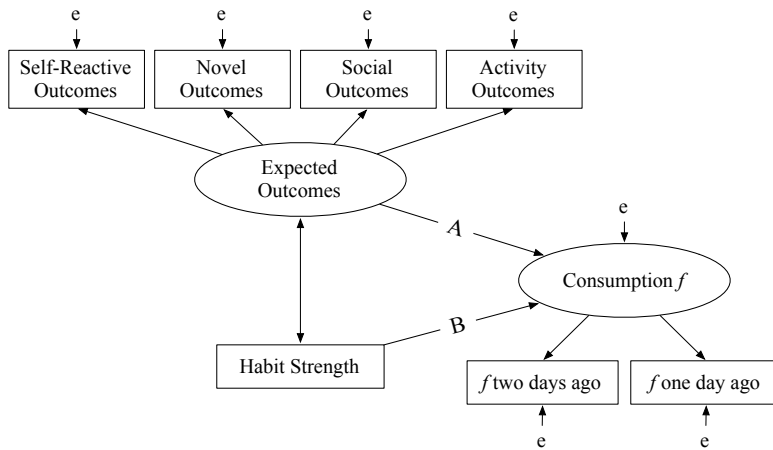 e
e
e
e
Self-Reactive
Outcomes
Novel
Outcomes
Social
Outcomes
Activity
Outcomes
Expected
Outcomes
A
e
Consumption f
B
Habit Strength
f two days ago
f one day ago
e
e